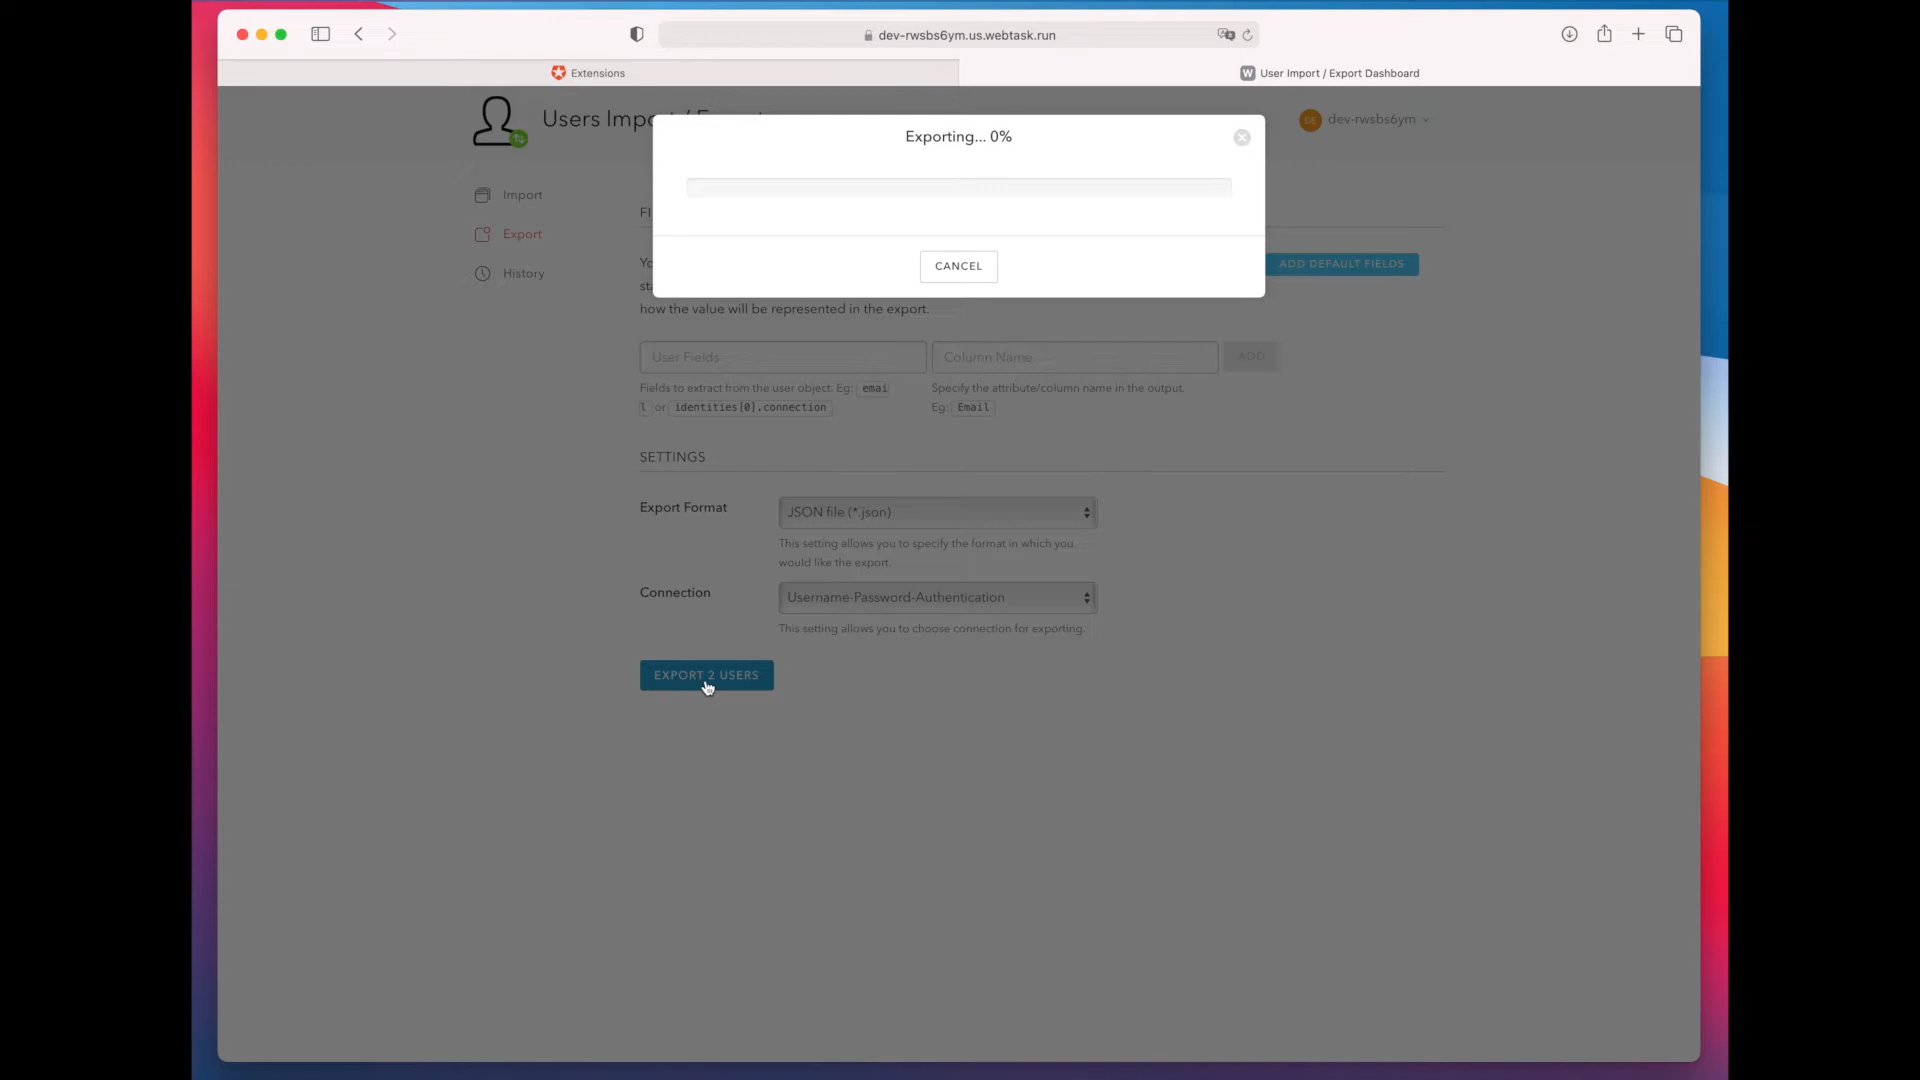 dev-rwsbs6ym.us.webtask.run
Extensions
User Import / Export Dashboard
Users Impo
dev-rwsbs6ym
Exporting... 0%
CANCEL
Import
Export
History
FI
Yo
ADD DEFAULT FIELDS
sta
how the value will be represented in the export.
User Fields
Column Name
ADD
Fields to extract from the user object. Eg: emai
l or identities[0].connection
Specify the attribute/column name in the output.
Eg: Email
SETTINGS
Export Format
JSON file (*.json)
This setting allows you to specify the format in which you
would like the export.
Connection
Username-Password-Authentication
This setting allows you to choose connection for exporting.
EXPORT 2 USERS